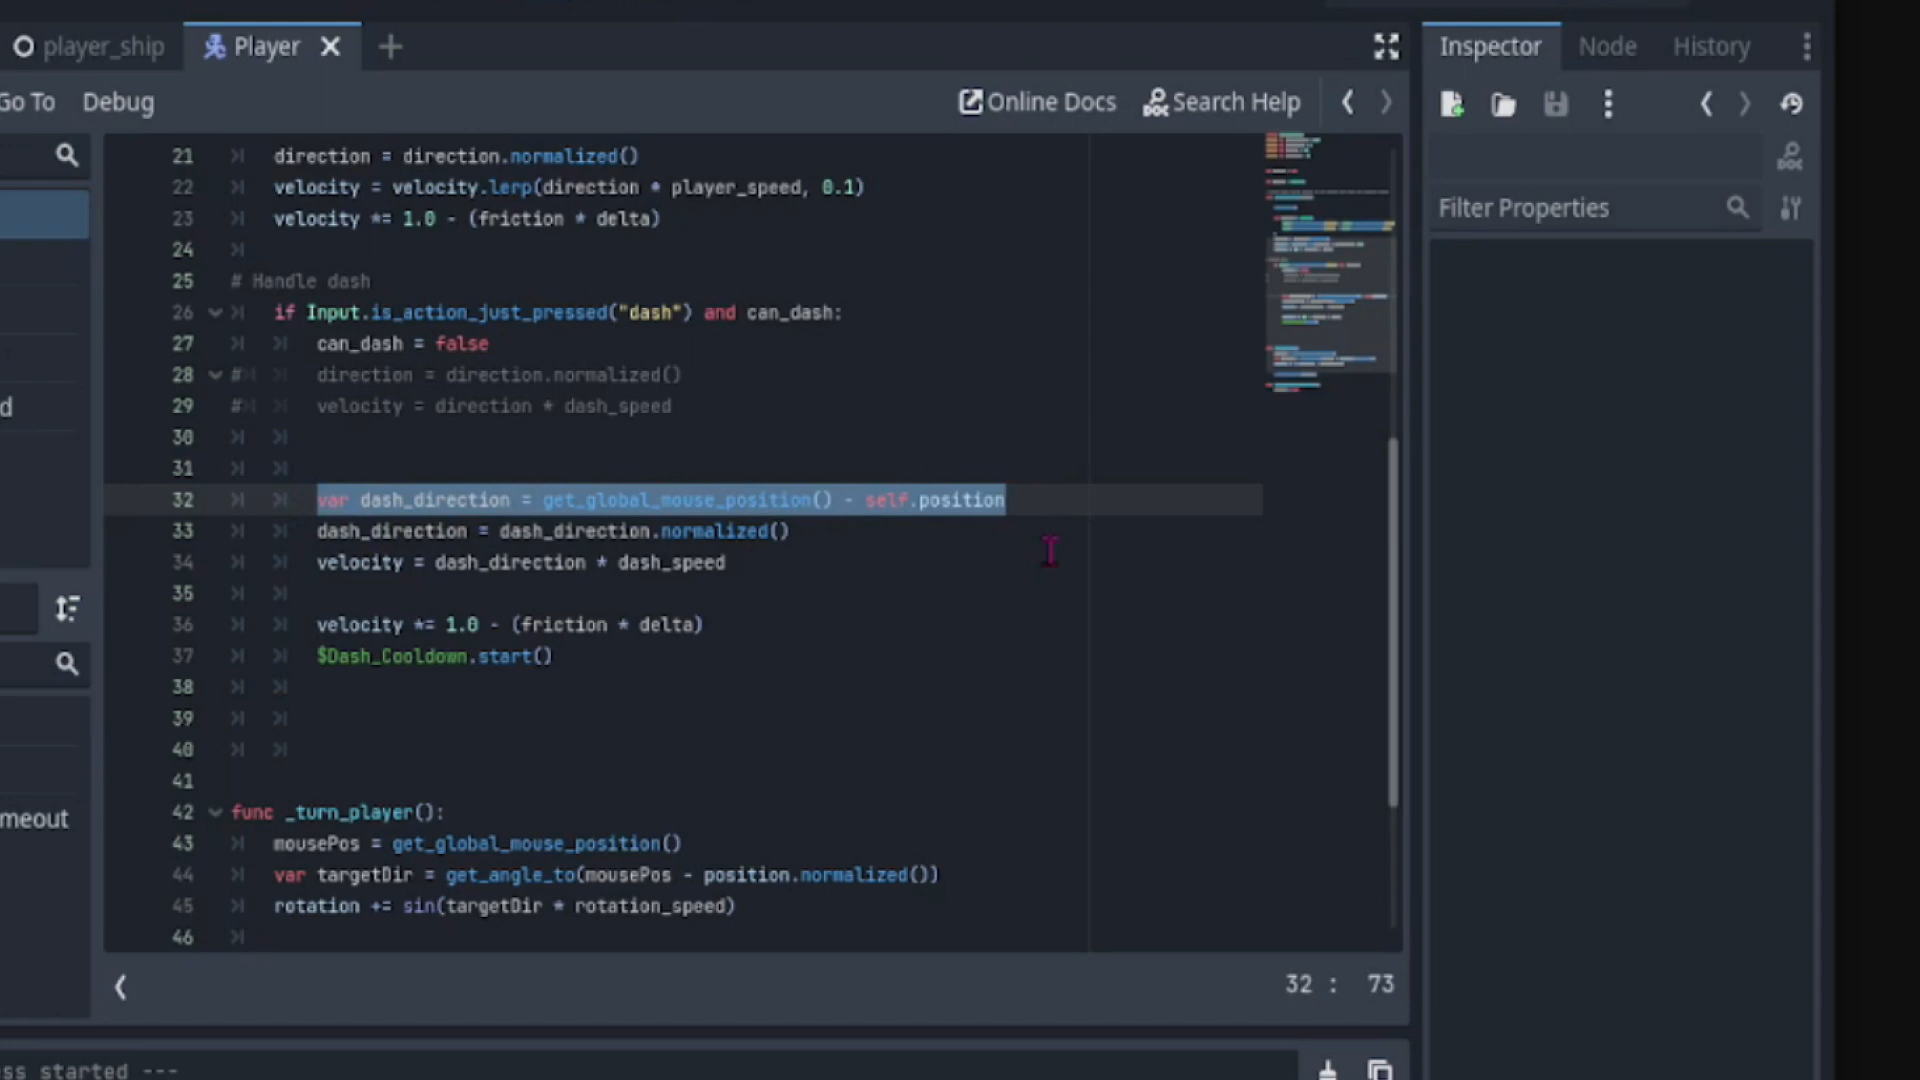 player_ship
Player
Go To
Debug
Online Docs
Search Help
21 direction = direction.normalized()
22 velocity = velocity.lerp(direction * player_speed, 0.1)
23 velocity *= 1.0 - (friction * delta)
24
25 # Handle dash
26 if Input.is_action_just_pressed("dash") and can_dash:
27 can_dash = false
28 # direction = direction.normalized()
29 # velocity = direction * dash_speed
30
31
32 var dash_direction = get_global_mouse_position() - self.position
33 dash_direction = dash_direction.normalized()
34 velocity = dash_direction * dash_speed
35
36 velocity *= 1.0 - (friction * delta)
37 $Dash_Cooldown.start()
38
39
40
41
42 func _turn_player():
43 mousePos = get_global_mouse_position()
44 var targetDir = get_angle_to(mousePos - position.normalized())
45 rotation += sin(targetDir * rotation_speed)
46
32 : 73
d
meout
ss started ---
Inspector
Node
History
Filter Properties